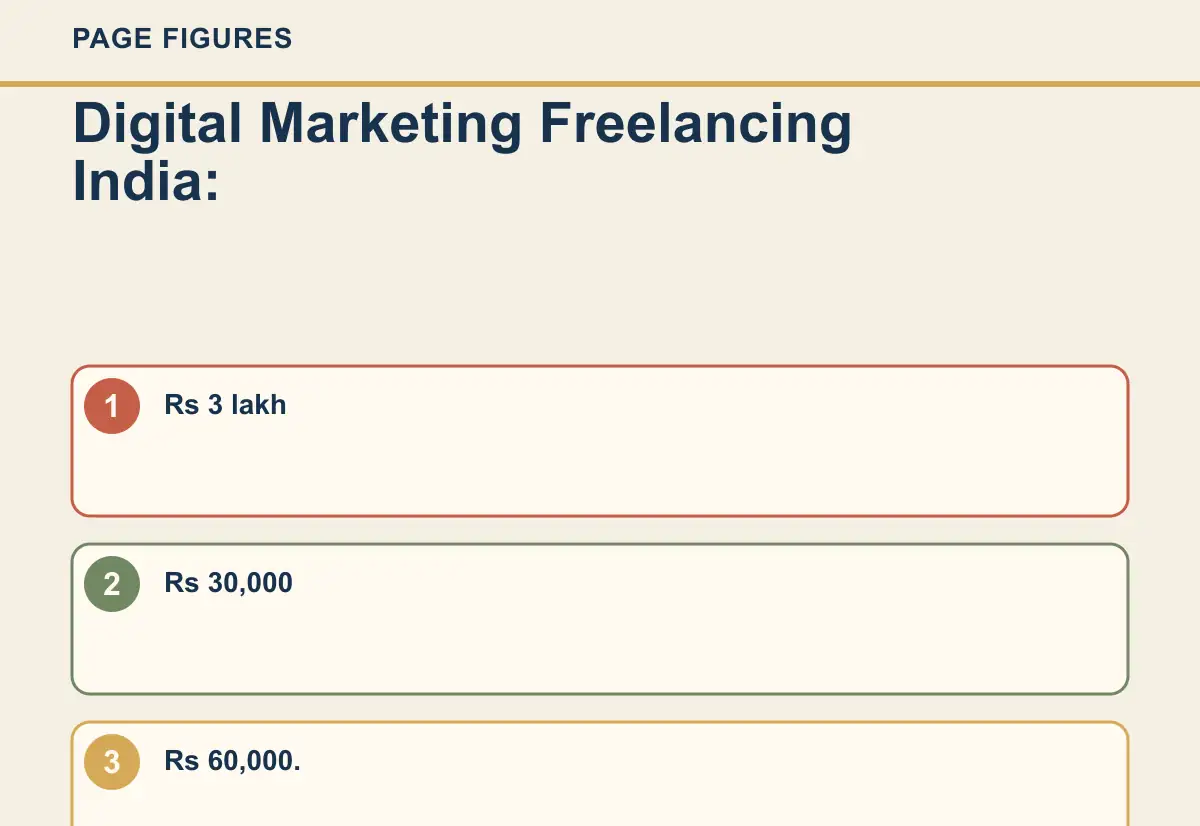 PAGE FIGURES
Digital Marketing Freelancing
India:
1
Rs 3 lakh
2
Rs 30,000
3
Rs 60,000.